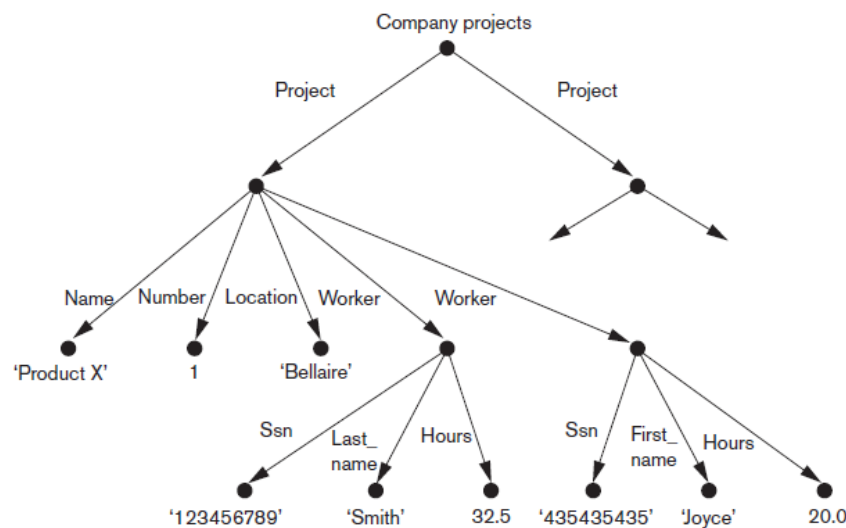 Company projects
Project Project
Name Number Location Worker Worker
'Product X' 1 'Bellaire'
Ssn Last_
name Hours Ssn First_
name Hours
'123456789' 'Smith' 32.5 '435435435' 'Joyce' 20.0